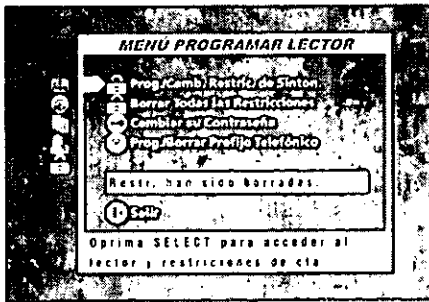 MENÚ PROGRAMAR LECTOR
Prog./Camb. Restric. de Sinton.
Borrar Todas las Restricciones
Cambiar su Contraseña
Prog./Borrar Prefijo Telefónico
Restr. han sido borradas.
Salir
Oprima SELECT para acceder al
lector y restricciones de cta